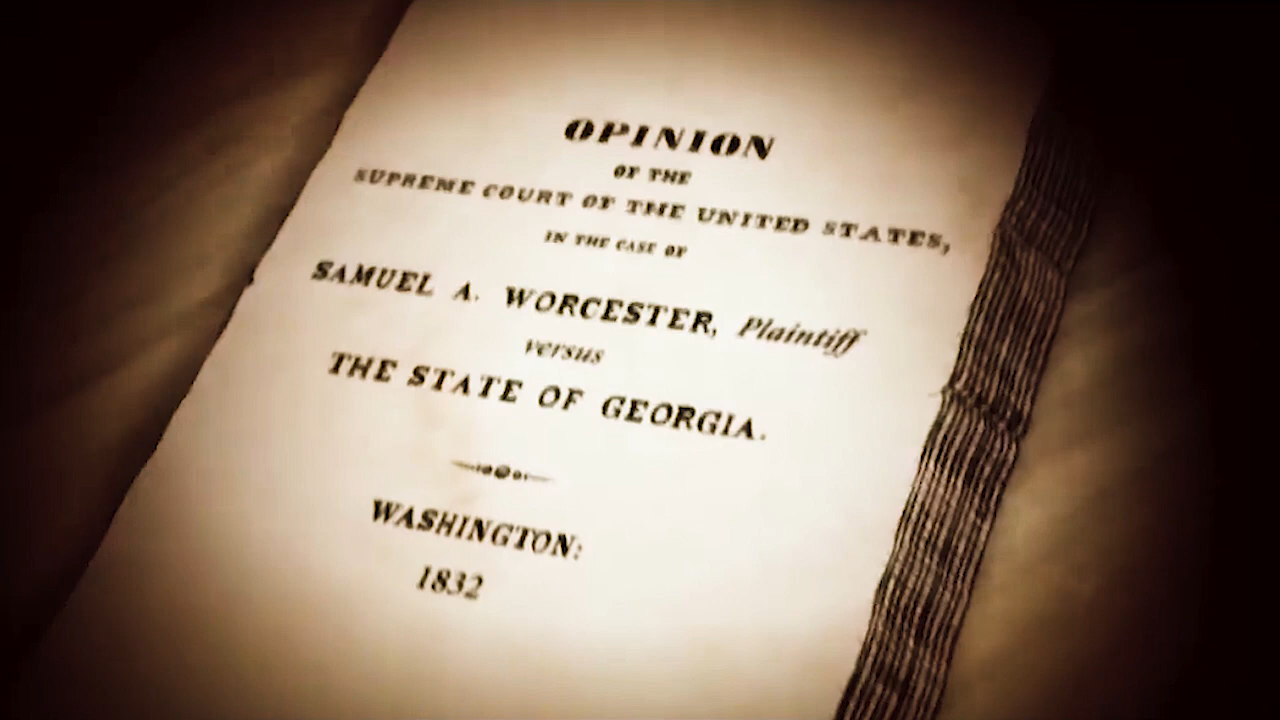 OPINION
OF THE
SUPREME COURT OF THE UNITED STATES,
IN THE CASE OF
SAMUEL A. WORCESTER, Plaintiff
versus
THE STATE OF GEORGIA.
WASHINGTON:
1832